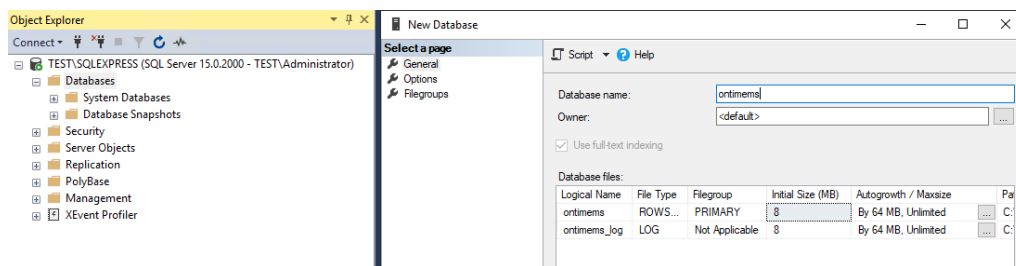 Object Explorer
Connect
TEST\SQLEXPRESS (SQL Server 15.0.2000 - TEST\Administrator)
Databases
System Databases
Database Snapshots
Security
Server Objects
Replication
PolyBase
Management
XEvent Profiler
New Database
Select a page
General
Options
Filegroups
Script Help
Database name: ontimems
Owner: <default> ...
Use full-text indexing
Database files:
Logical Name File Type Filegroup Initial Size (MB) Autogrowth / Maxsize Pa
ontimems ROWS... PRIMARY 8 By 64 MB, Unlimited ... C:
ontimems_log LOG Not Applicable 8 By 64 MB, Unlimited ... C: